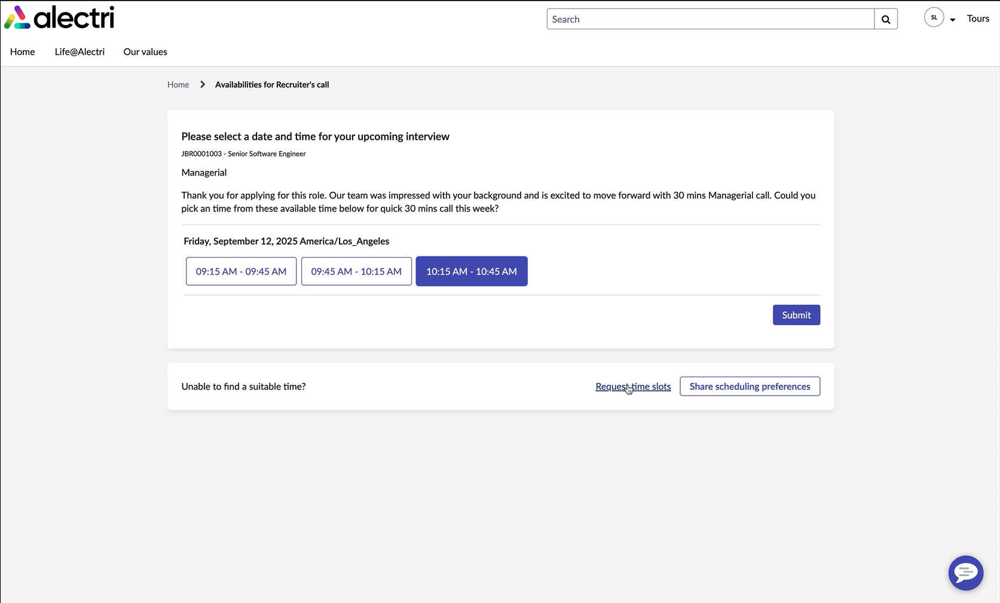 alectri
Search
SL
Tours
Home
Life@Alectri
Our values
Home
Availabilities for Recruiter's call
Please select a date and time for your upcoming interview
JBR0001003 - Senior Software Engineer
Managerial
Thank you for applying for this role. Our team was impressed with your background and is excited to move forward with 30 mins Managerial call. Could you
pick an time from these available time below for quick 30 mins call this week?
Friday, September 12, 2025 America/Los_Angeles
09:15 AM - 09:45 AM
09:45 AM - 10:15 AM
10:15 AM - 10:45 AM
Submit
Unable to find a suitable time?
Request time slots
Share scheduling preferences